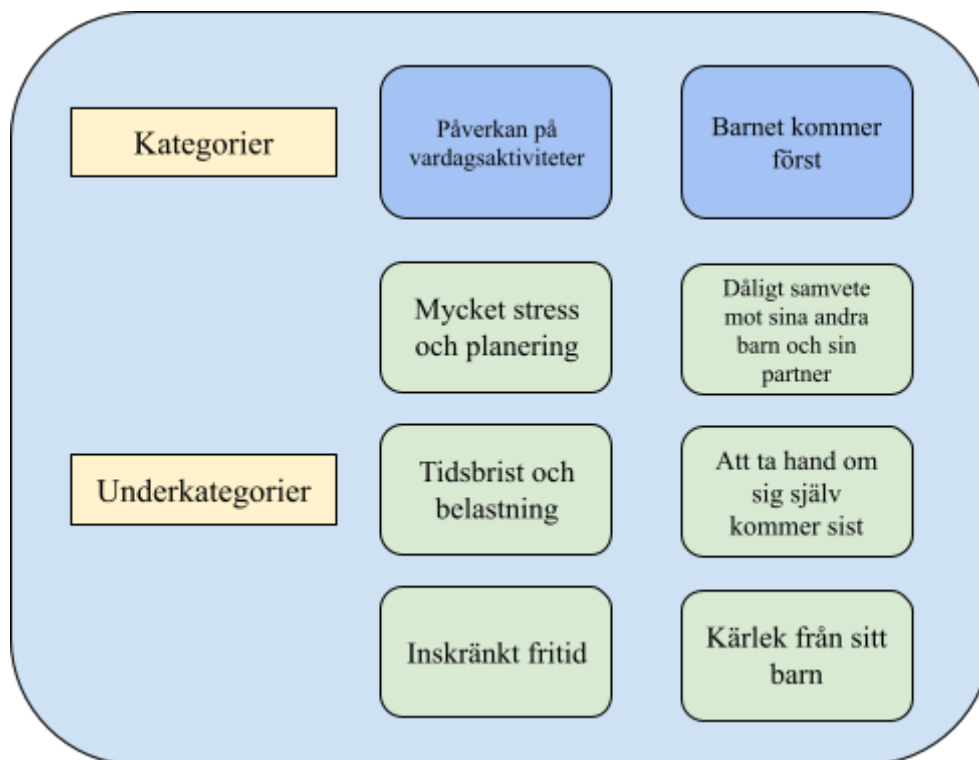 Kategorier
Påverkan på
vardagsaktiviteter
Barnet kommer
först
Mycket stress
och planering
Dåligt samvete
mot sina andra
barn och sin
partner
Underkategorier
Tidsbrist och
belastning
Att ta hand om
sig själv
kommer sist
Inskränkt fritid
Kärlek från sitt
barn